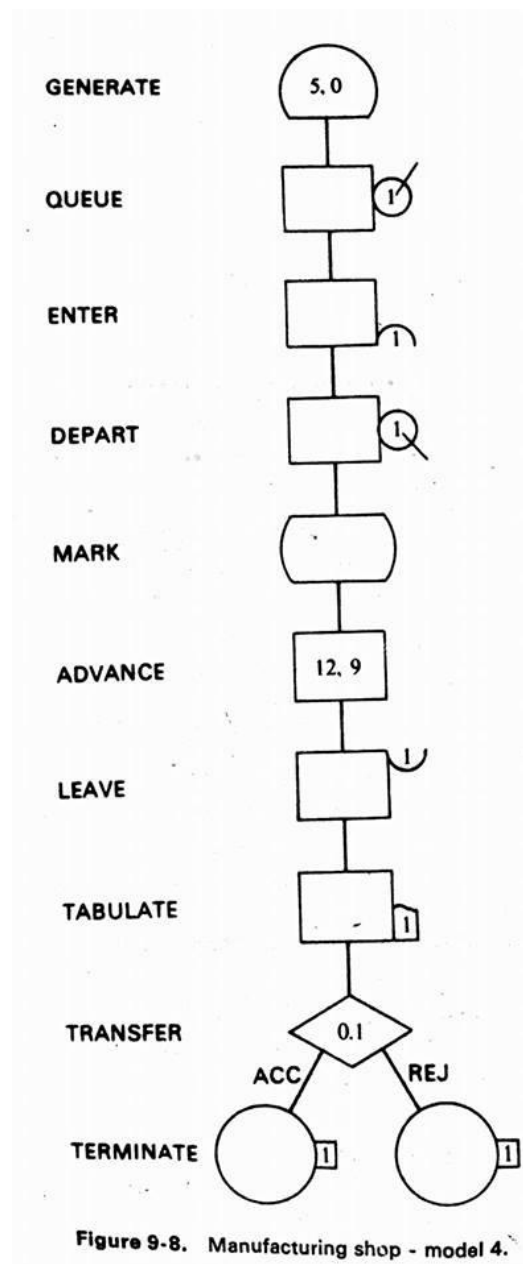 GENERATE 5, 0
QUEUE 1
ENTER 1
DEPART 1
MARK
ADVANCE 12, 9
LEAVE 1
TABULATE 1
TRANSFER 0.1
ACC REJ
TERMINATE 1 1
Figure 9-8. Manufacturing shop - model 4.